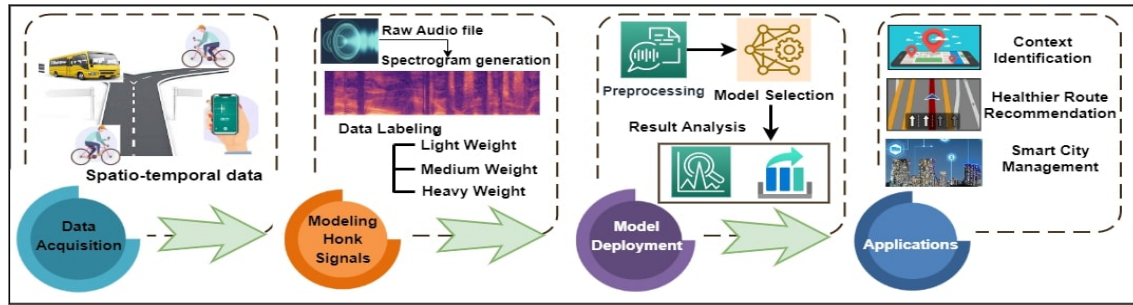 Spatio-temporal data
Data
Acquisition
Raw Audio file
Spectrogram generation
Data Labeling
Light Weight
Medium Weight
Heavy Weight
Modeling
Honk
Signals
Preprocessing
Model Selection
Result Analysis
Model
Deployment
Context
Identification
Healthier Route
Recommendation
Smart City
Management
Applications